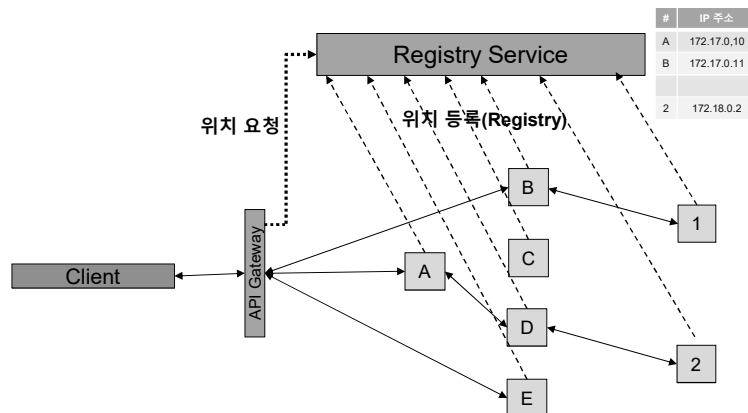 # IP 주소
A 172.17.0,10
B 172.17.0.11
2 172.18.0.2
Registry Service
위치 요청
위치 등록(Registry)
B
1
C
A
API Gateway
Client
D
2
E